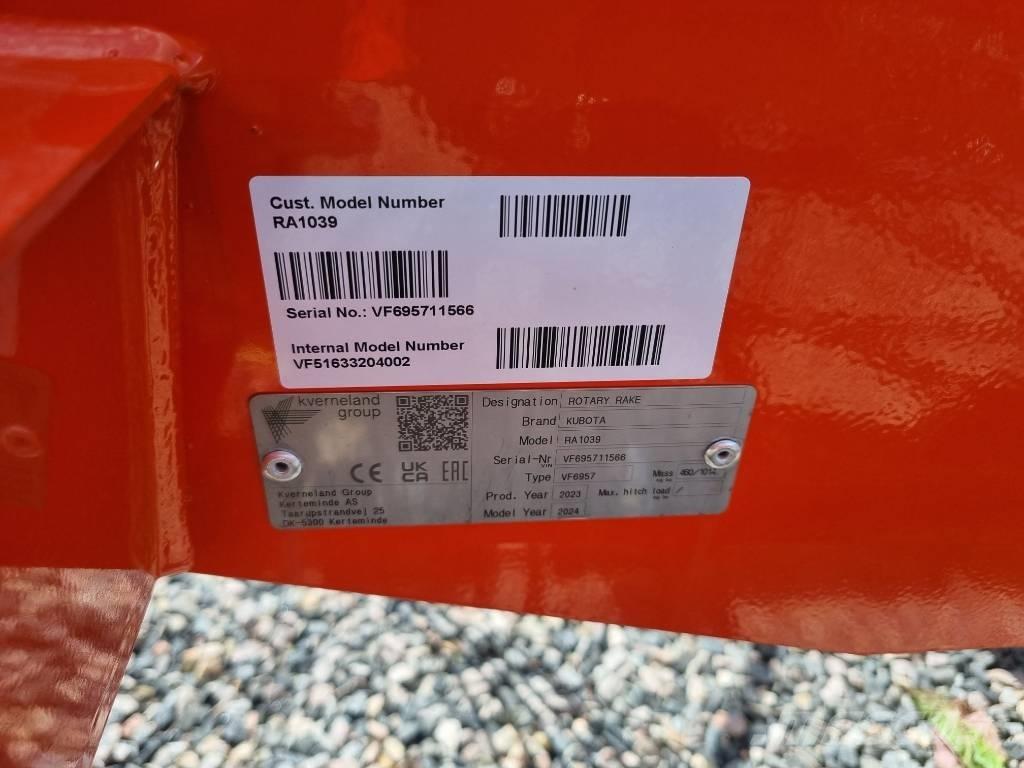 Cust. Model Number
RA1039
Serial No.: VF695711566
Internal Model Number
VF51633204002
kverneland
group
CE UKCA EAC
Kverneland Group
Kerteminde AS
Taarupstrandvej 25
DK-5300 Kerteminde
Designation ROTARY RAKE
Brand KUBOTA
Model RA1039
Serial-Nr VF695711566
VIN
Type VF6957 Mass 460/1014
Prod. Year 2023 Max. hitch load /
Model Year 2024